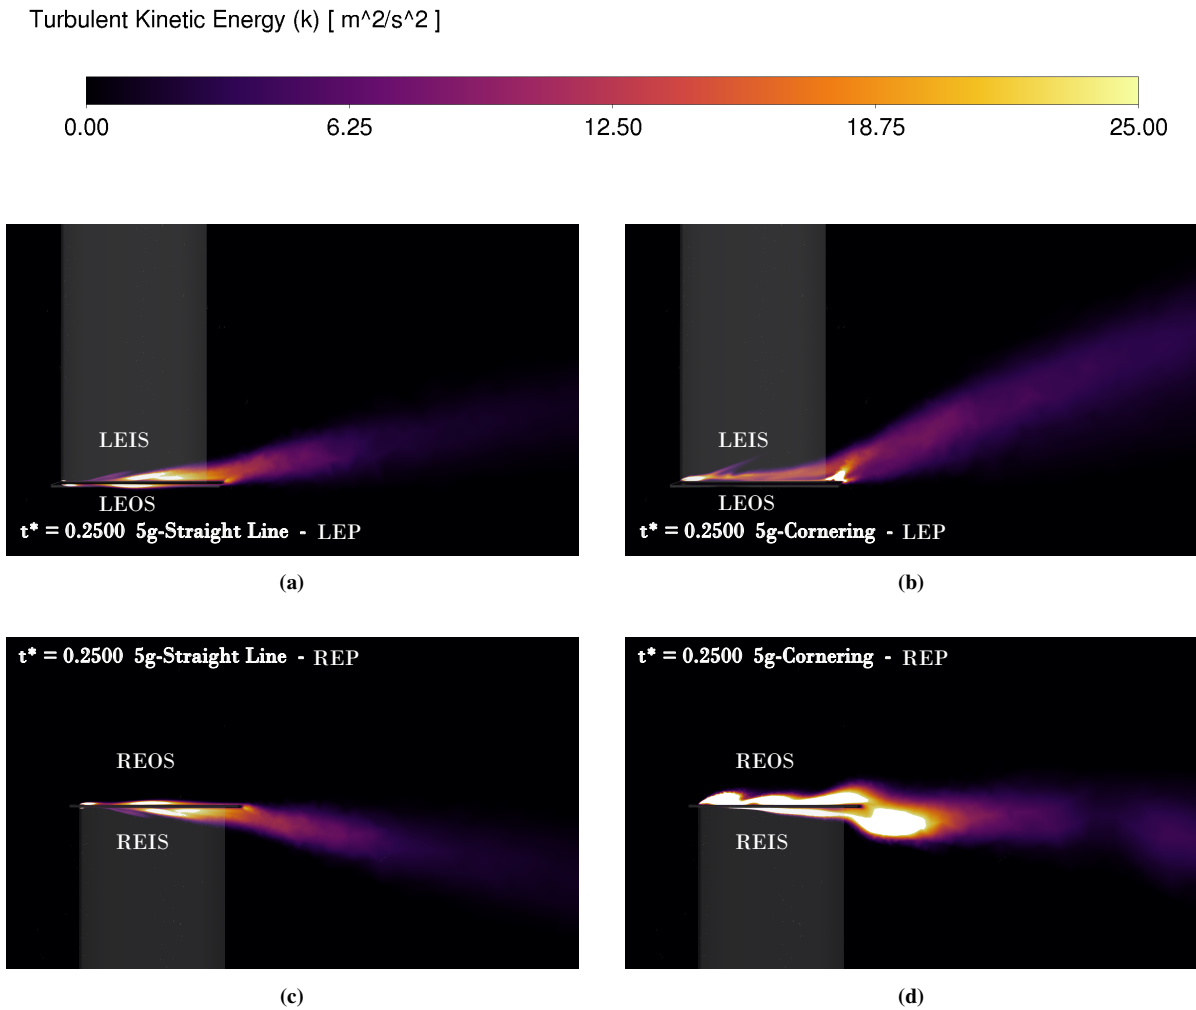 Turbulent Kinetic Energy (k) [ m^2/s^2 ]
0.00 6.25 12.50 18.75 25.00
LEIS
LEOS
t* = 0.2500 5g-Straight Line - LEP
(a)
LEIS
LEOS
t* = 0.2500 5g-Cornering - LEP
(b)
t* = 0.2500 5g-Straight Line - REP
REOS
REIS
(c)
t* = 0.2500 5g-Cornering - REP
REOS
REIS
(d)